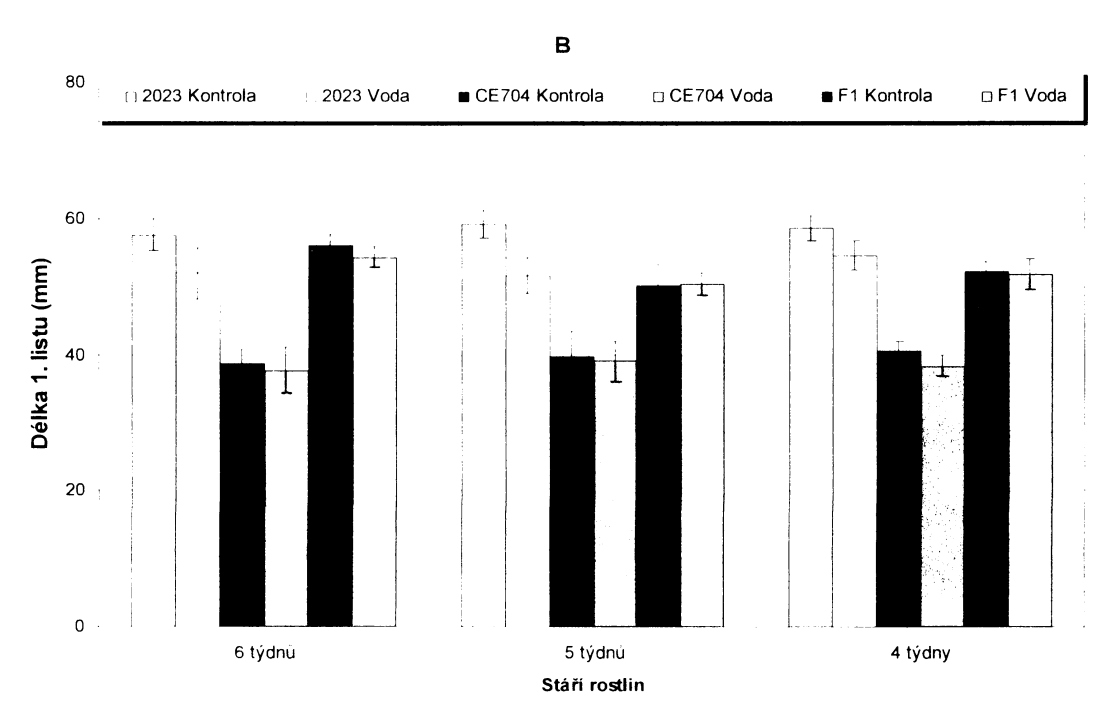 B
80
2023 Kontrola 2023 Voda CE704 Kontrola CE704 Voda F1 Kontrola F1 Voda
60
40
20
0
Délka 1. listu (mm)
6 týdnů 5 týdnů 4 týdny
Stáří rostlin